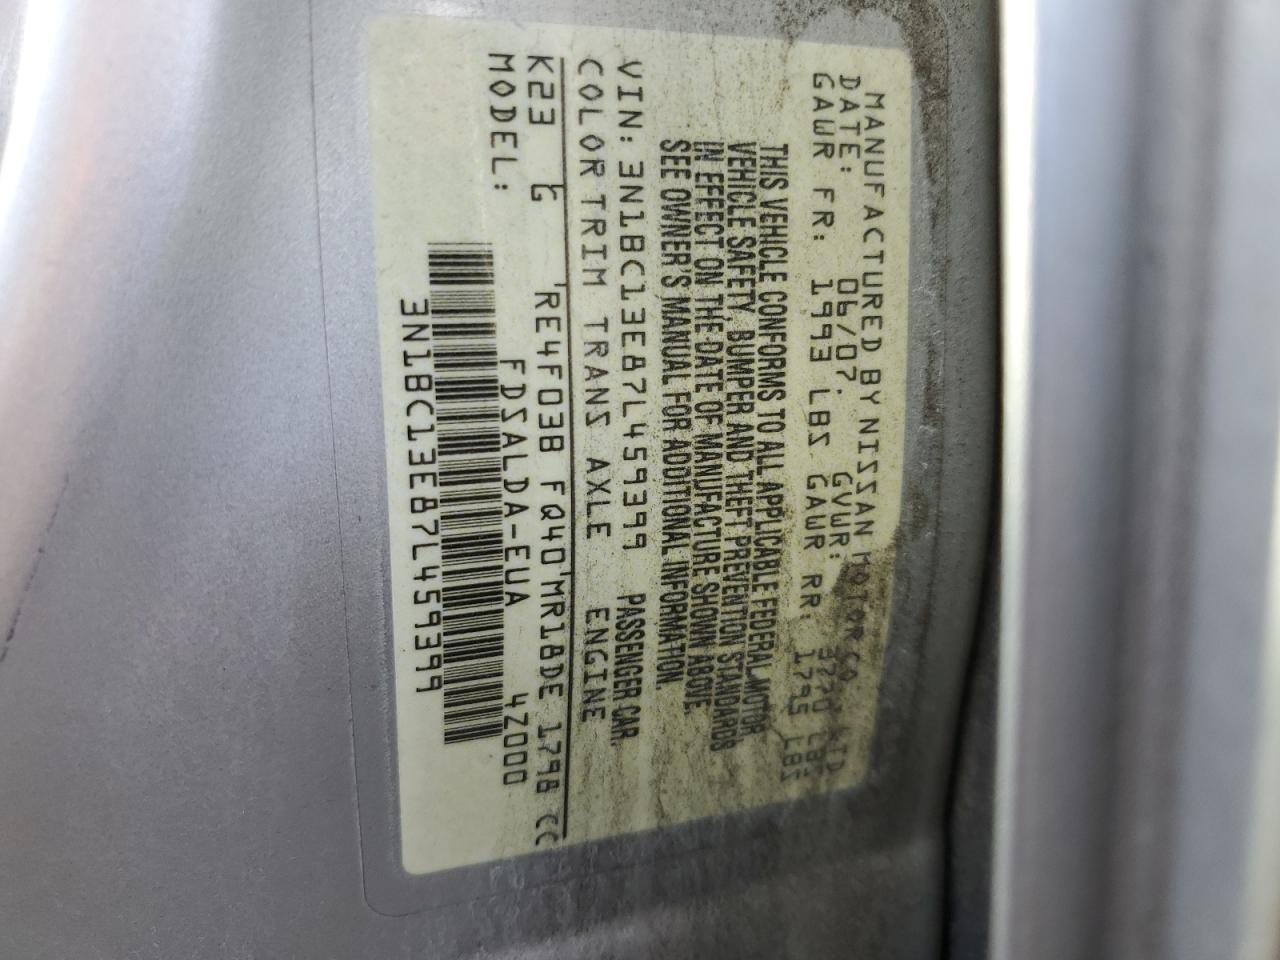 MANUFACTURED BY NISSAN MOTOR CO., LTD
DATE: 06/07. GVWR: LBS
GAWR FR: 1993 LBS GAWR RR: 1795 LBS
THIS VEHICLE CONFORMS TO ALL APPLICABLE FEDERAL MOTOR
VEHICLE SAFETY, BUMPER AND THEFT PREVENTION STANDARDS
IN EFFECT ON THE DATE OF MANUFACTURE SHOWN ABOVE.
SEE OWNER'S MANUAL FOR ADDITIONAL INFORMATION.
VIN: 3N1BC13E87L459399 PASSENGER CAR.
COLOR TRIM TRANS AXLE ENGINE
K23 G RE4F03B FQ40 MR18DE 1798 CC
MODEL: FDSALDA-EUA 4Z000
3N1BC13E87L459399